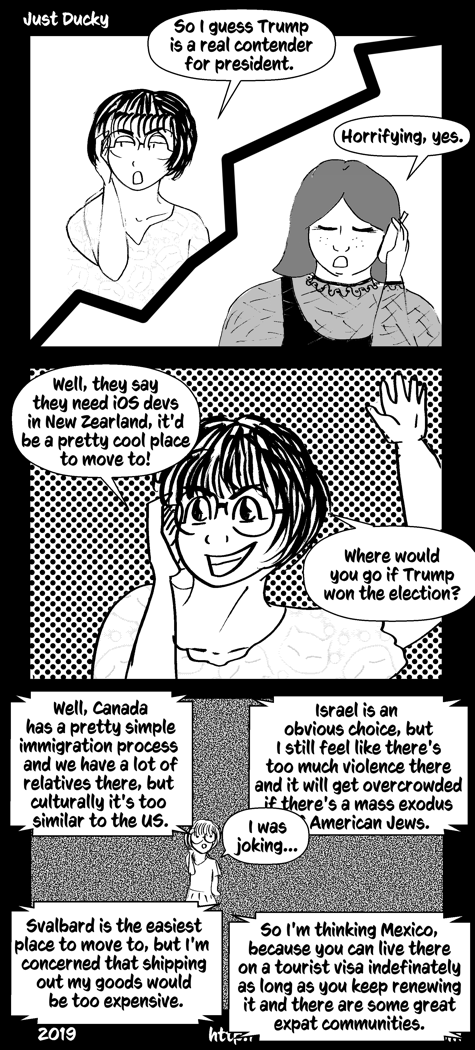 Just Ducky
So I guess Trump
is a real contender
for president.
Horrifying, yes.
Well, they say
they need iOS devs
in New Zearland, it'd
be a pretty cool place
to move to!
Where would
you go if Trump
won the election?
Well, Canada
has a pretty simple
immigration process
and we have a lot of
relatives there, but
culturally it's too
similar to the US.
Israel is an
obvious choice, but
I still feel like there's
too much violence there
and it will get overcrowded
if there's a mass exodus
American Jews.
I was
joking...
Svalbard is the easiest
place to move to, but I'm
concerned that shipping
out my goods would
be too expensive.
So I'm thinking Mexico,
because you can live there
on a tourist visa indefinately
as long as you keep renewing
it and there are some great
expat communities.
2019